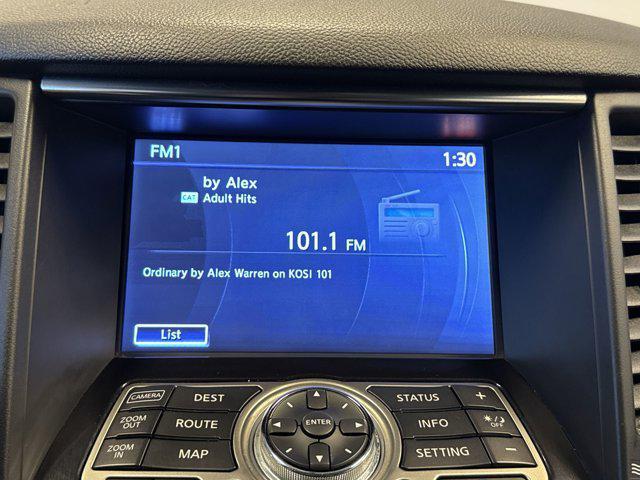 FM1
1:30
by Alex
CAT Adult Hits
101.1 FM
Ordinary by Alex Warren on KOSI 101
List
CAMERA DEST STATUS +
ZOOM OUT ROUTE ENTER INFO OFF
ZOOM IN MAP SETTING −